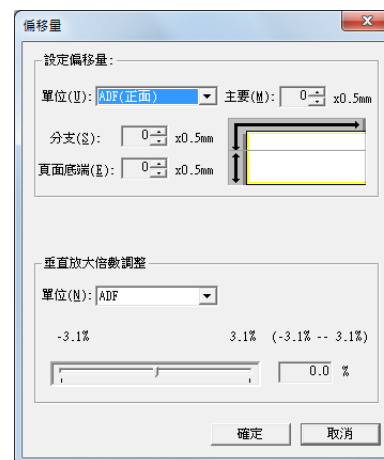 偏移量
設定偏移量:
單位(U): ADF(正面) 主要(M): 0 x0.5mm
分支(S): 0 x0.5mm
頁面底端(E): 0 x0.5mm
垂直放大倍數調整
單位(N): ADF
-3.1% 3.1% (-3.1% -- 3.1%)
0.0 %
確定 取消